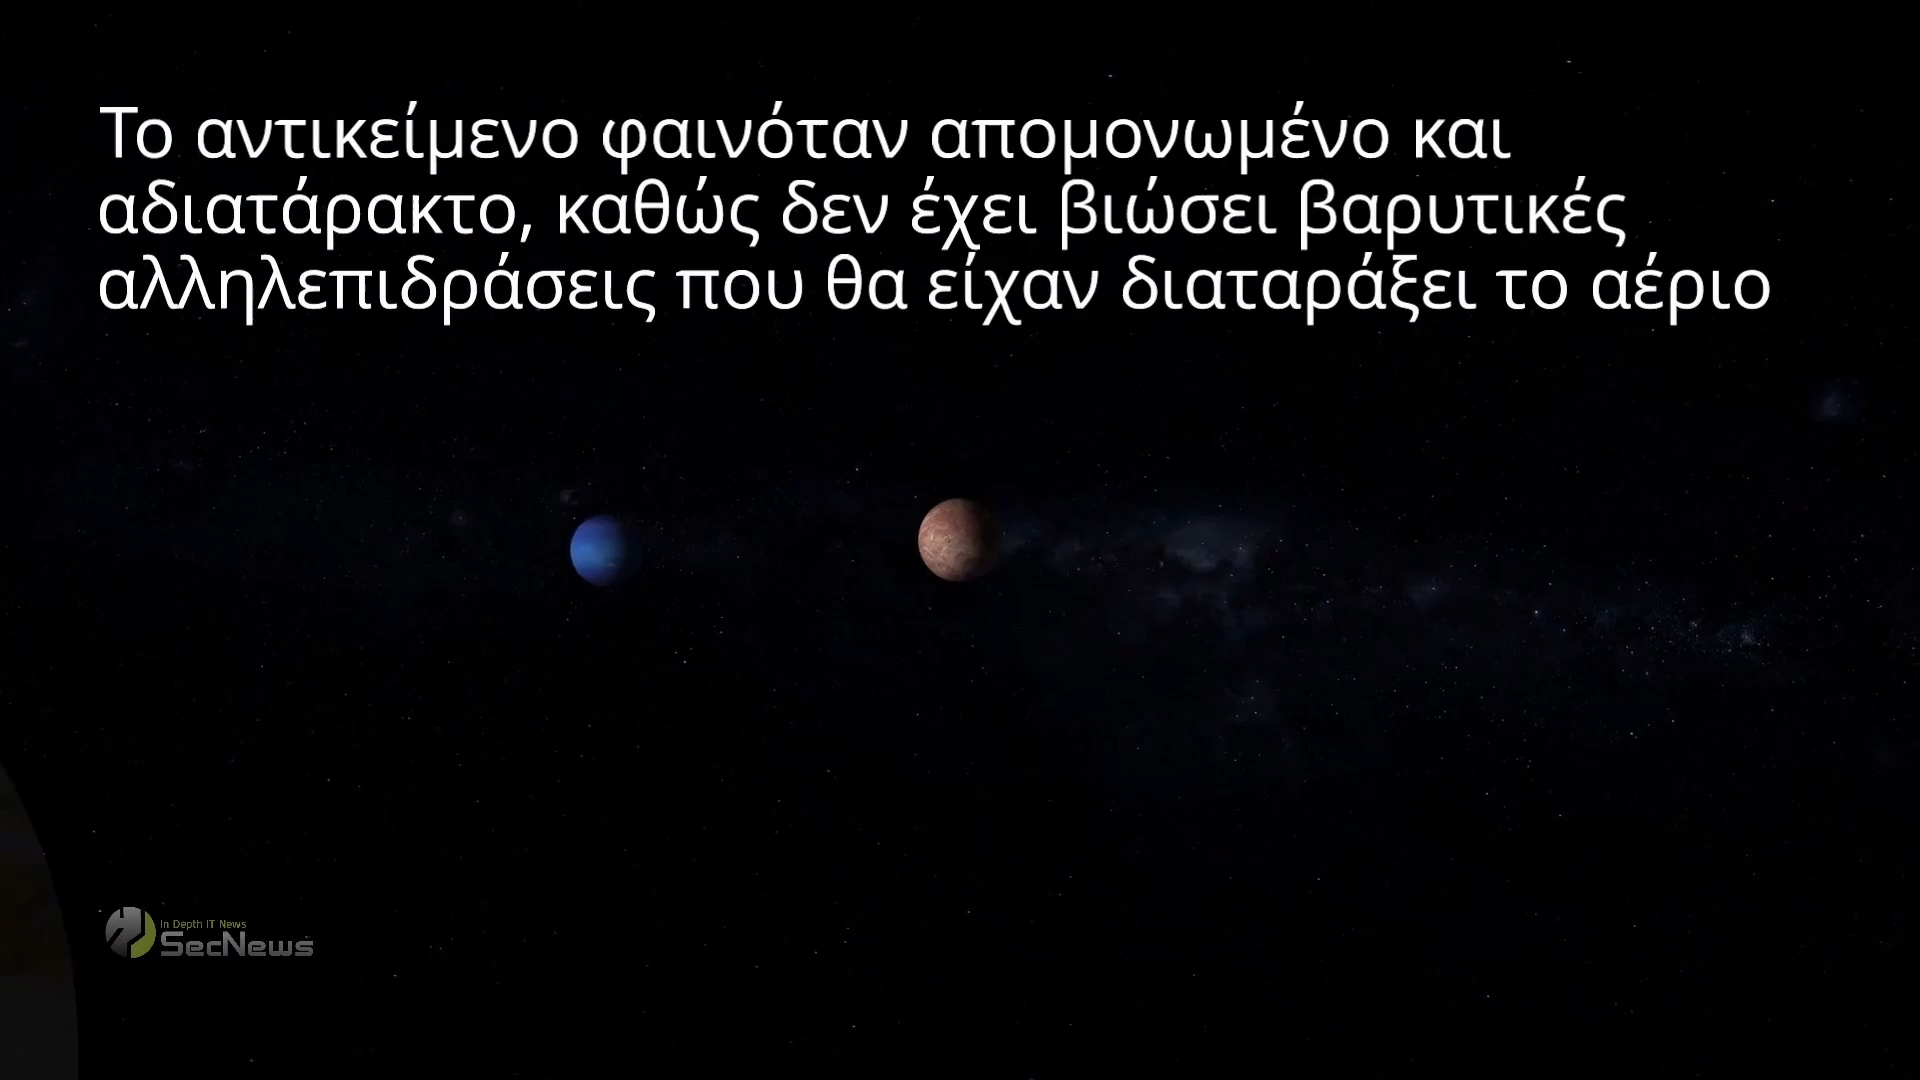 Το αντικείμενο φαινόταν απομονωμένο και
αδιατάρακτο, καθώς δεν έχει βιώσει βαρυτικές
αλληλεπιδράσεις που θα είχαν διαταράξει το αέριο
In Depth IT News
SecNews